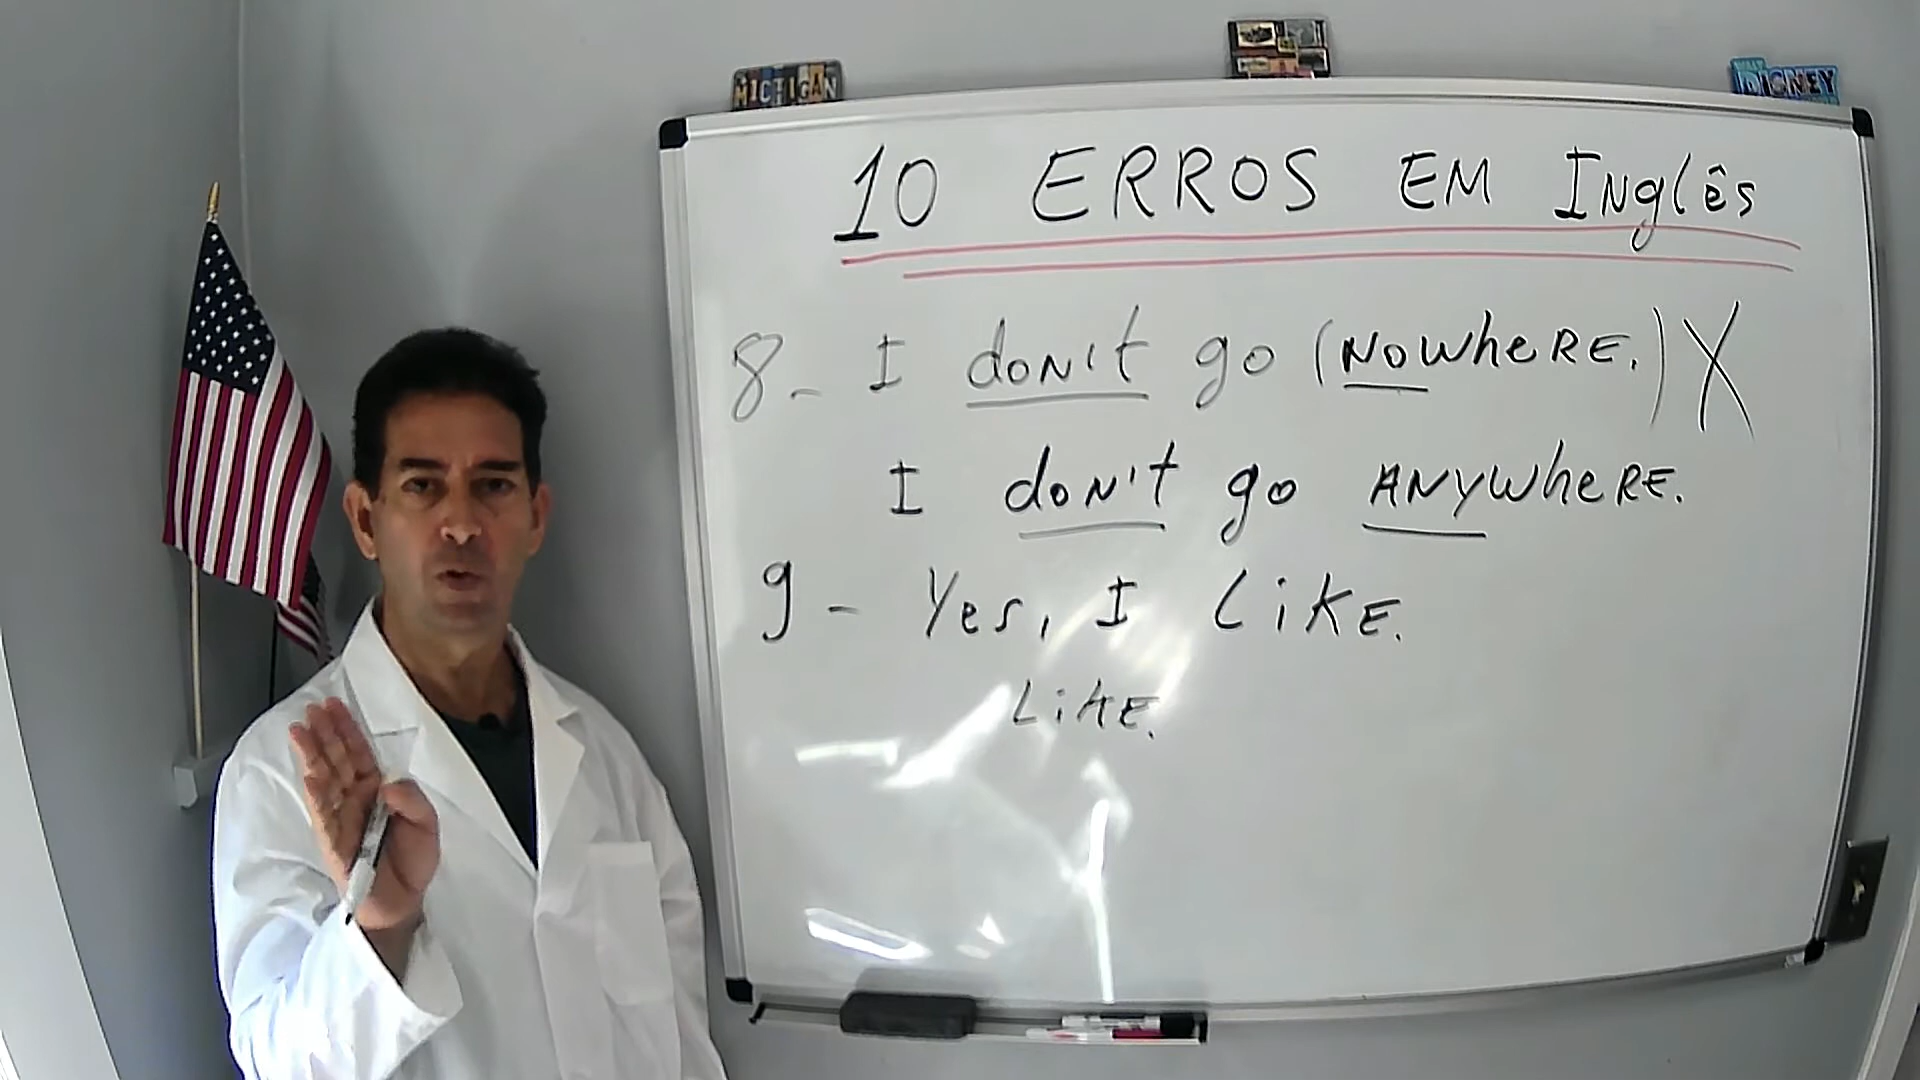 MICHIGAN
DISNEY
10 ERROS EM INglês
8- I don't go (NOwheRE.) X
I don't go ANYwheRE.
9 - Yes, I LiKE.
LiKE.